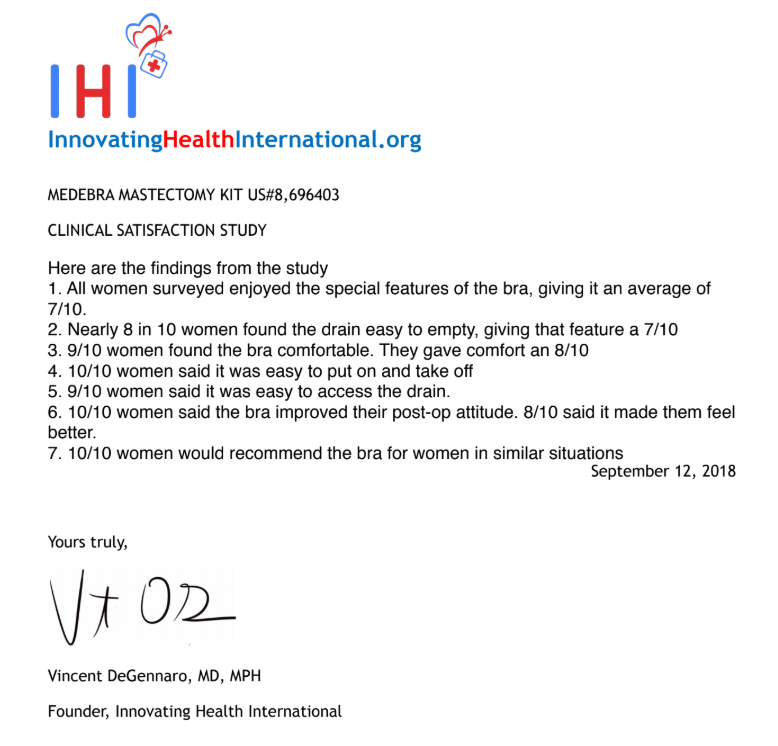 IHI
InnovatingHealthInternational.org
MEDEBRA MASTECTOMY KIT US#8,696403
CLINICAL SATISFACTION STUDY
Here are the findings from the study
1. All women surveyed enjoyed the special features of the bra, giving it an average of
7/10.
2. Nearly 8 in 10 women found the drain easy to empty, giving that feature a 7/10
3. 9/10 women found the bra comfortable. They gave comfort an 8/10
4. 10/10 women said it was easy to put on and take off
5. 9/10 women said it was easy to access the drain.
6. 10/10 women said the bra improved their post-op attitude. 8/10 said it made them feel
better.
7. 10/10 women would recommend the bra for women in similar situations
September 12, 2018
Yours truly,
Vincent DeGennaro, MD, MPH
Founder, Innovating Health International